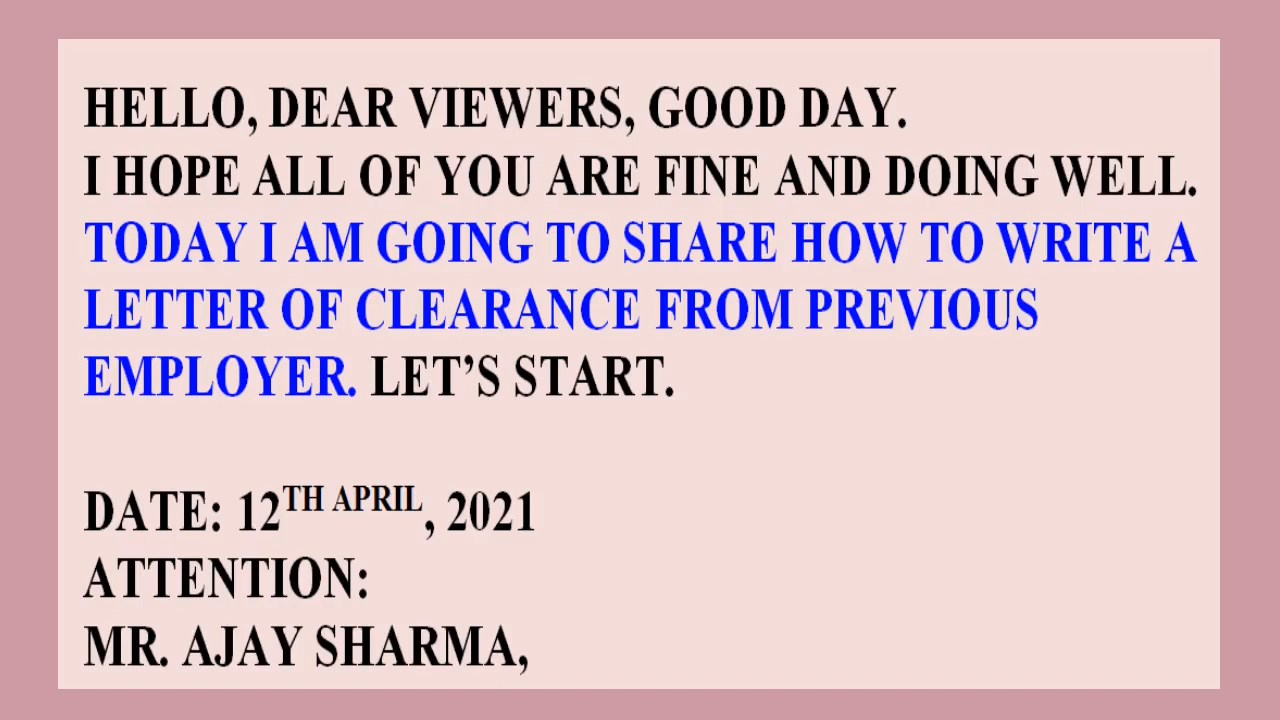 HELLO, DEAR VIEWERS, GOOD DAY.
I HOPE ALL OF YOU ARE FINE AND DOING WELL.
TODAY I AM GOING TO SHARE HOW TO WRITE A
LETTER OF CLEARANCE FROM PREVIOUS
EMPLOYER. LET’S START.
DATE: 12TH APRIL, 2021
ATTENTION:
MR. AJAY SHARMA,